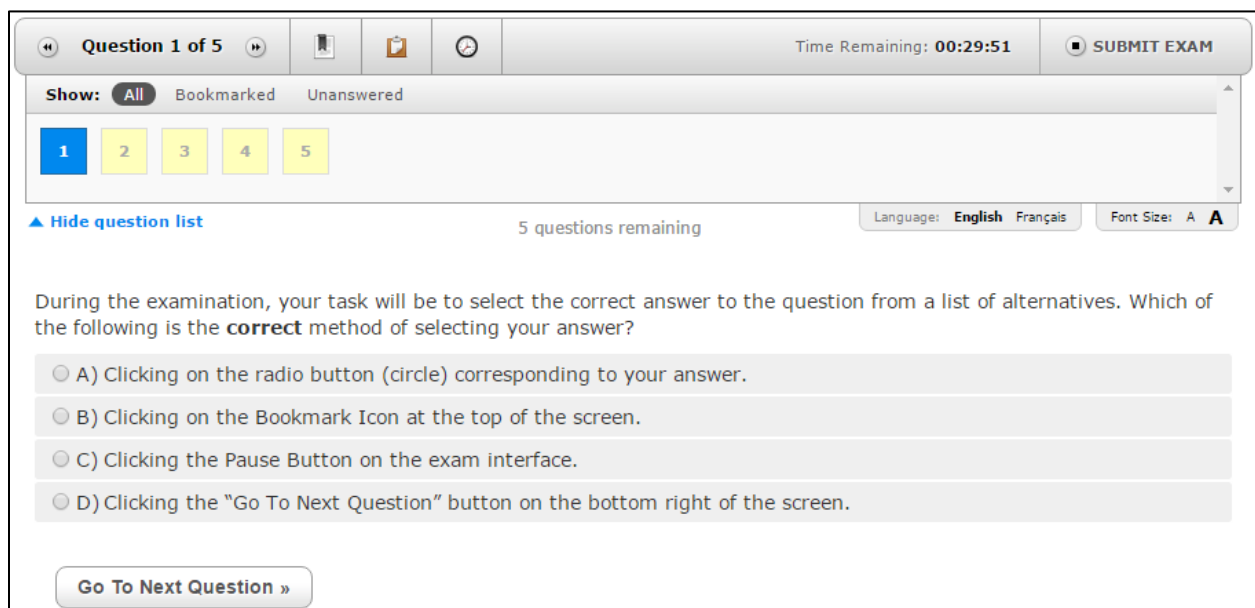 Question 1 of 5
Time Remaining: 00:29:51
SUBMIT EXAM
Show: All Bookmarked Unanswered
1 2 3 4 5
Hide question list
5 questions remaining
Language: English Français
Font Size: A A
During the examination, your task will be to select the correct answer to the question from a list of alternatives. Which of
the following is the correct method of selecting your answer?
A) Clicking on the radio button (circle) corresponding to your answer.
B) Clicking on the Bookmark Icon at the top of the screen.
C) Clicking the Pause Button on the exam interface.
D) Clicking the “Go To Next Question” button on the bottom right of the screen.
Go To Next Question »